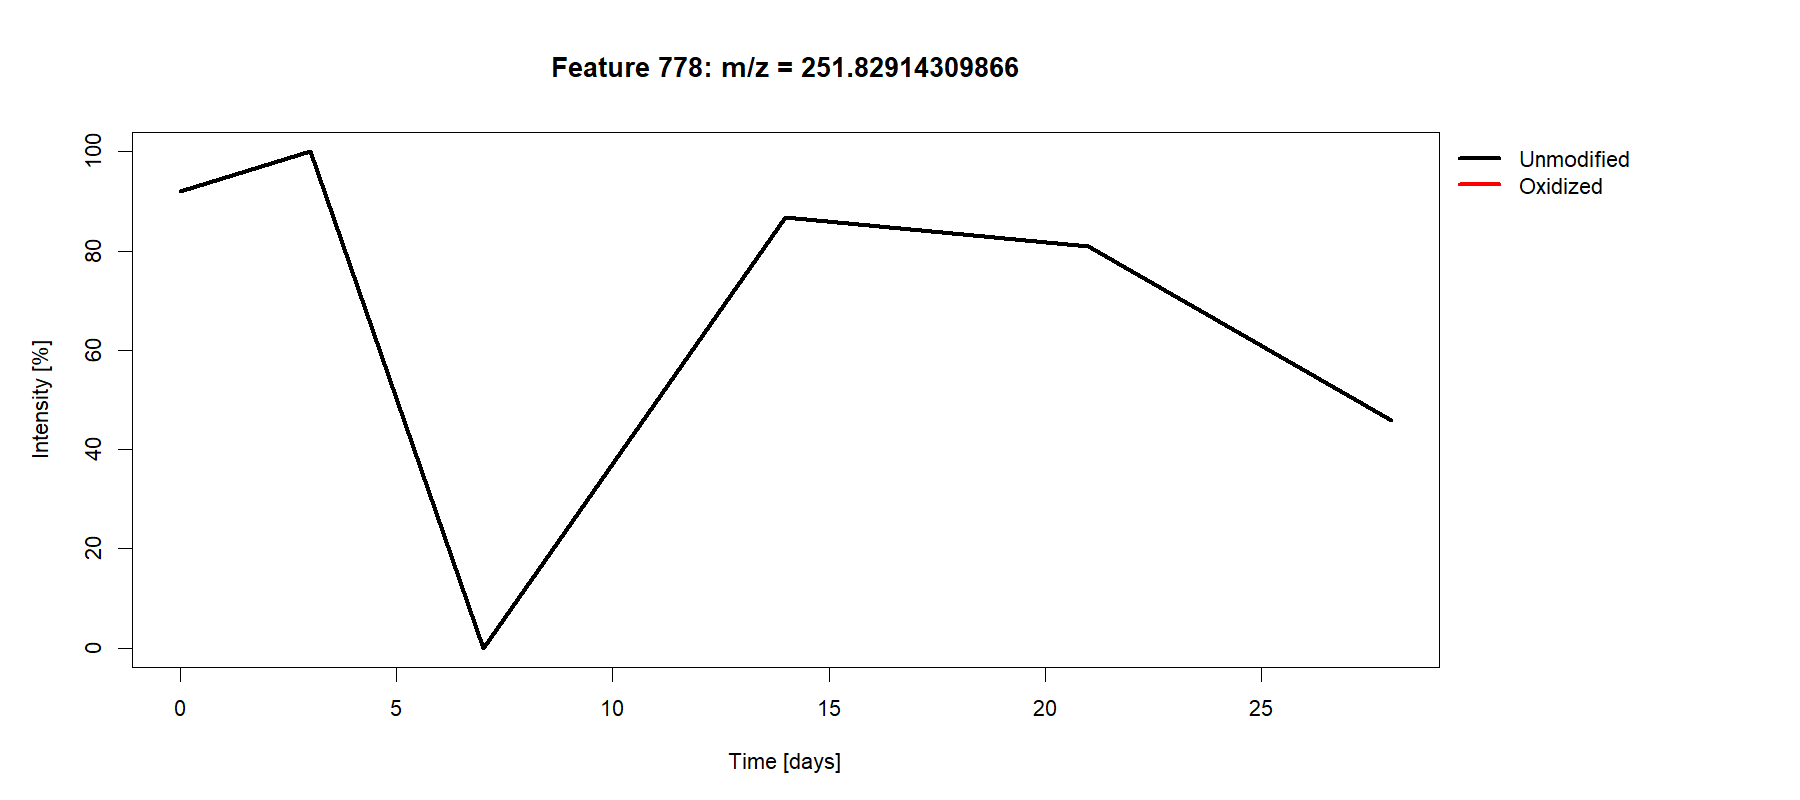 Feature 778: m/z = 251.82914309866
Unmodified
Oxidized
100
80
60
40
20
0
Intensity [%]
0 5 10 15 20 25
Time [days]